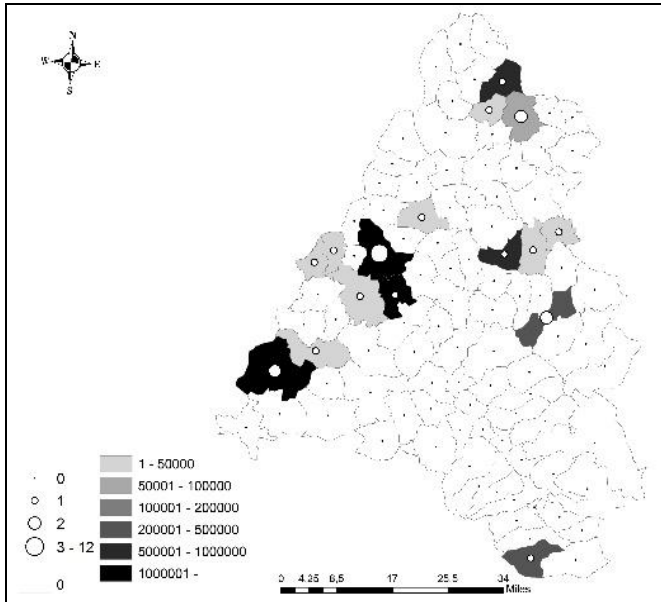 N
W E
S
0
1
2
3 - 12
0
1 - 50000
50001 - 100000
100001 - 200000
200001 - 500000
500001 - 1000000
1000001 -
0 4.25 8.5 17 25.5 34
Miles